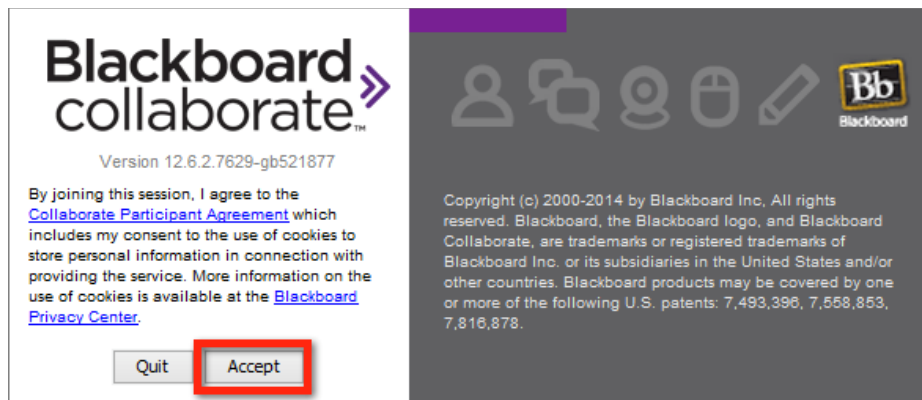 Blackboard
collaborate™
Version 12.6.2.7629-gb521877
By joining this session, I agree to the
Collaborate Participant Agreement which
includes my consent to the use of cookies to
store personal information in connection with
providing the service. More information on the
use of cookies is available at the Blackboard
Privacy Center.
Quit
Accept
Bb
Blackboard
Copyright (c) 2000-2014 by Blackboard Inc, All rights
reserved. Blackboard, the Blackboard logo, and Blackboard
Collaborate, are trademarks or registered trademarks of
Blackboard Inc. or its subsidiaries in the United States and/or
other countries. Blackboard products may be covered by one
or more of the following U.S. patents: 7,493,396, 7,558,853,
7,816,878.